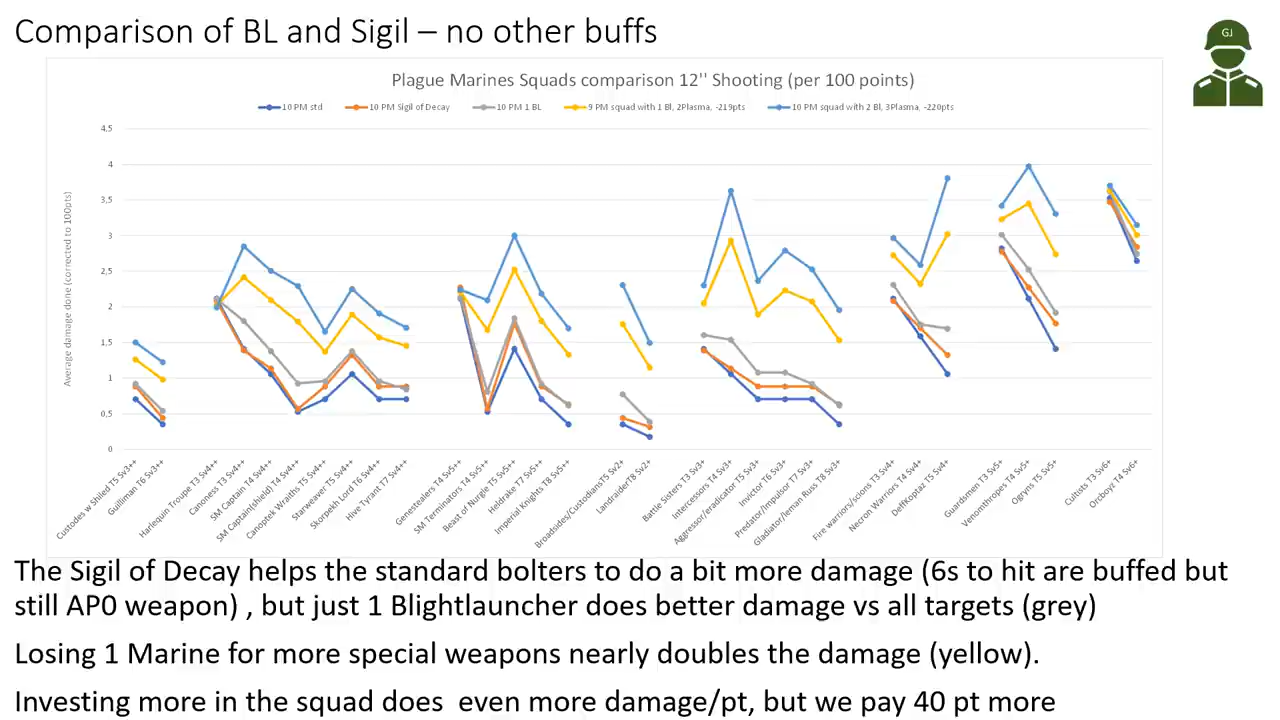 Comparison of BL and Sigil – no other buffs
GJ
Plague Marines Squads comparison 12'' Shooting (per 100 points)
10 PM std
10 PM Sigil of Decay
10 PM 1 BL
9 PM squad with 1 Bl, 2Plasma, -219pts
10 PM squad with 2 Bl, 3Plasma, -220pts
Average damage done (corrected to 100pts)
4,5
4
3,5
3
2,5
2
1,5
1
0,5
0
Custodes w Shiled T5 Sv3++
Guilliman T6 Sv3++
Harlequin Troupe T3 Sv4++
Canoness T3 Sv4++
SM Captain T4 Sv4++
SM Captain(shield) T4 Sv4++
Canoptek Wraiths T5 Sv4++
Starweaver T5 Sv4++
Skorpekh Lord T6 Sv4++
Hive Tyrant T7 Sv4++
Genestealers T4 Sv5++
SM Terminators T4 Sv5++
Beast of Nurgle T5 Sv5++
Heldrake T7 Sv5++
Imperial Knights T8 Sv5++
Broadsides/CustodiansT5 Sv2+
LandraiderT8 Sv2+
Battle Sisters T3 Sv3+
Intercessors T4 Sv3+
Aggressor/eradicator T5 Sv3+
Invictor T6 Sv3+
Predator/Impulsor T7 Sv3+
Gladiator/leman Russ T8 Sv3+
Fire warriors/scions T3 Sv4+
Necron Warriors T4 Sv4+
Deffkoptaz T5 Sv4+
Guardsmen T3 Sv5+
Venomthropes T4 Sv5+
Ogryns T5 Sv5+
Cultists T3 Sv6+
Orcboyz T4 Sv6+
The Sigil of Decay helps the standard bolters to do a bit more damage (6s to hit are buffed but
still AP0 weapon) , but just 1 Blightlauncher does better damage vs all targets (grey)
Losing 1 Marine for more special weapons nearly doubles the damage (yellow).
Investing more in the squad does even more damage/pt, but we pay 40 pt more